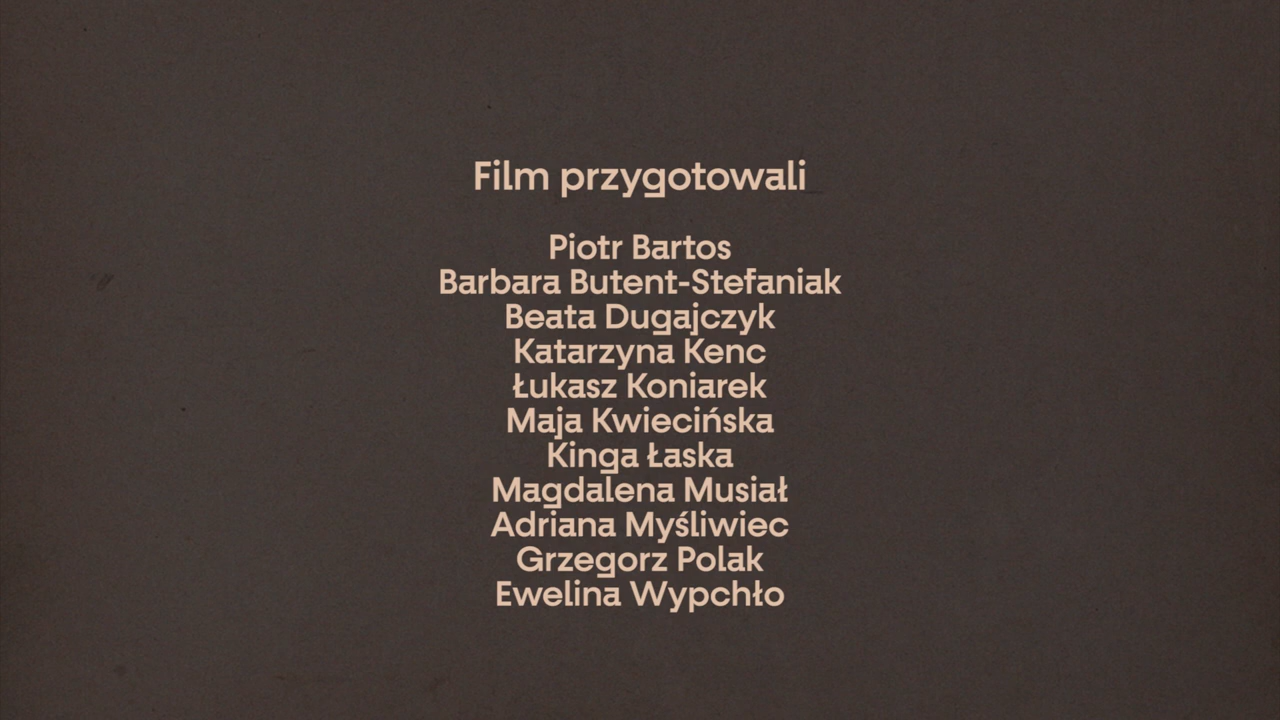 Film przygotowali
Piotr Bartos
Barbara Butent-Stefaniak
Beata Dugajczyk
Katarzyna Kenc
Łukasz Koniarek
Maja Kwiecińska
Kinga Łaska
Magdalena Musiał
Adriana Myśliwiec
Grzegorz Polak
Ewelina Wypchło